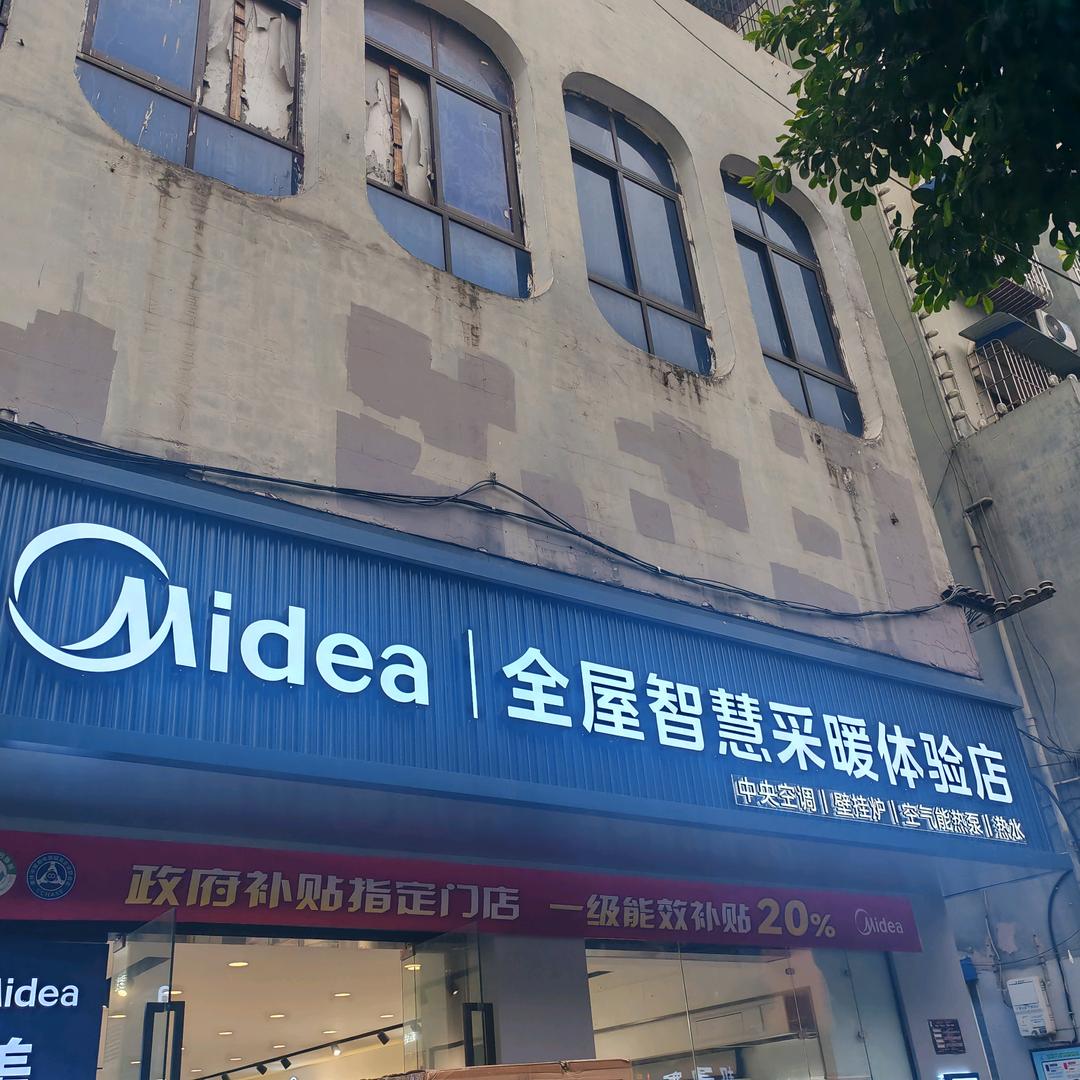 Midea | 全屋智慧采暖体验店
中央空调 | 壁挂炉 | 空气能热泵 | 热水
政府补贴指定门店 一级能效补贴20% Midea
Midea
美